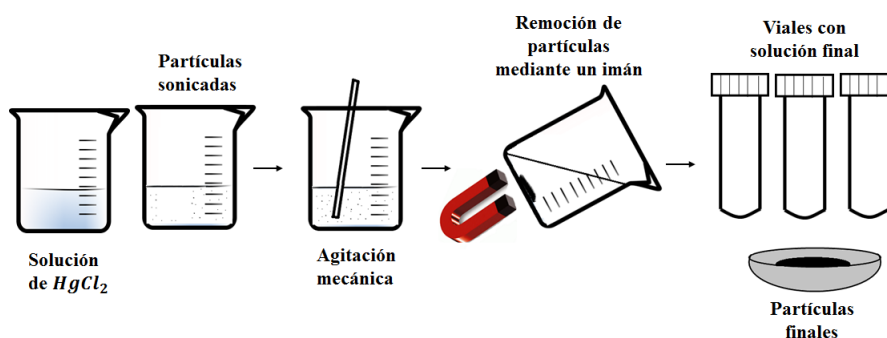 Partículas
sonicadas
Remoción de
partículas
mediante un imán
Viales con
solución final
Solución
de HgCl₂
Agitación
mecánica
Partículas
finales